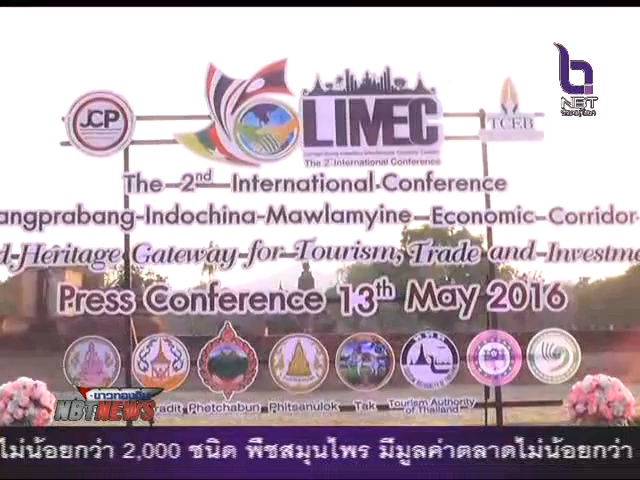 NBT
JCP
LIMEC
The 2nd International Conference
TCEB
The 2nd International Conference
angprabang-Indochina-Mawlamyine-Economic-Corridor
d-Heritage Gateway for Tourism, Trade and Investme
Press Conference 13th May 2016
radit Phetchabun Phitsanulok Tak Tourism Authority
of Thailand
ข่าวท้องถิ่น
NBT NEWS
ไม่น้อยกว่า 2,000 ชนิด พืชสมุนไพร มีมูลค่าตลาดไม่น้อยกว่า